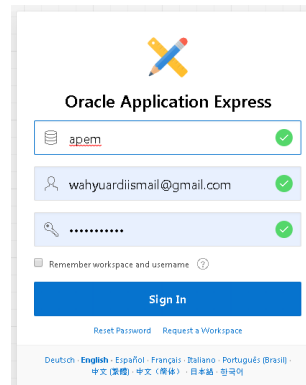 Oracle Application Express
apem
wahyuardiismail@gmail.com
•••••••••••
Remember workspace and username ?
Sign In
Reset Password Request a Workspace
Deutsch · English · Español · Français · Italiano · Português (Brasil) ·
中文 (繁體) · 中文（简体） · 日本語 · 한국어